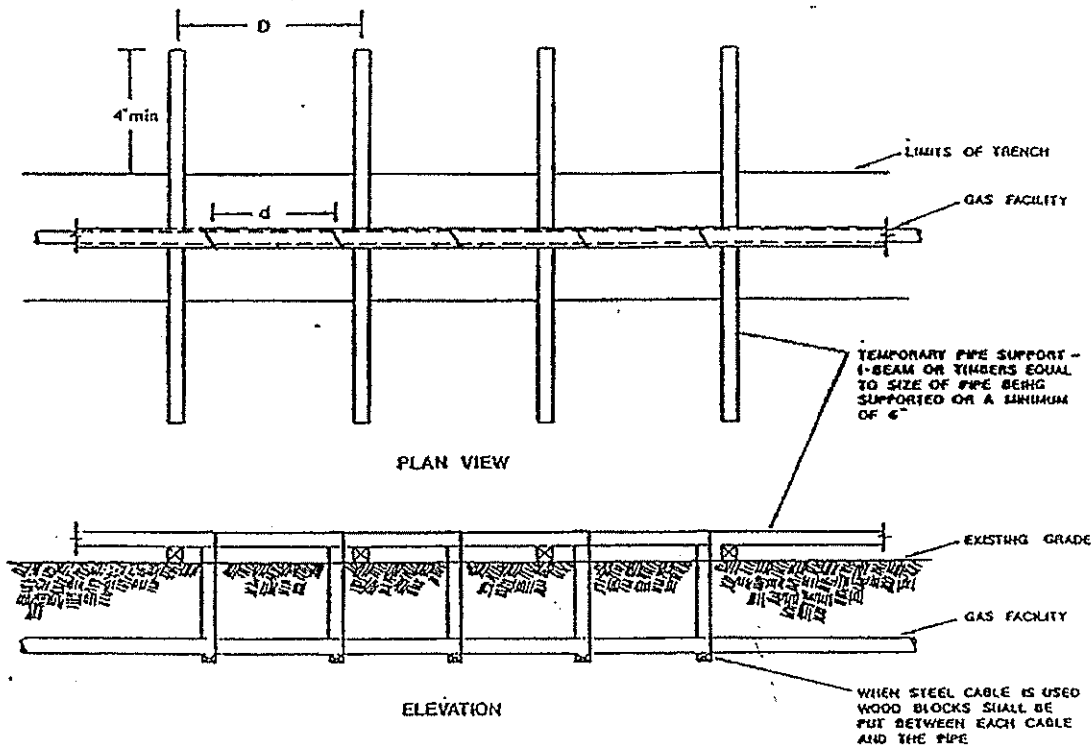 D
4" min
LIMITS OF TRENCH
d
GAS FACILITY
TEMPORARY PIPE SUPPORT -
I-BEAM OR TIMBERS EQUAL
TO SIZE OF PIPE BEING
SUPPORTED OR A MINIMUM
OF 6"
PLAN VIEW
EXISTING GRADE
GAS FACILITY
ELEVATION
WHEN STEEL CABLE IS USED
WOOD BLOCKS SHALL BE
PUT BETWEEN EACH CABLE
AND THE PIPE